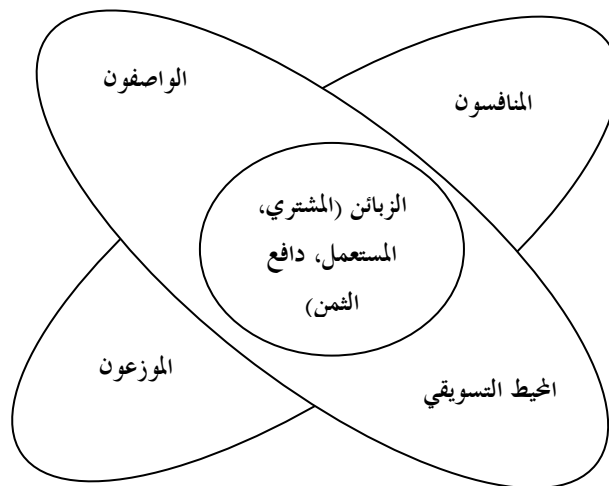 الواصفون
المنافسون
الزبائن (المشتري،
المستعمل، دافع
الثمن)
الموزعون
المحيط التسويقي